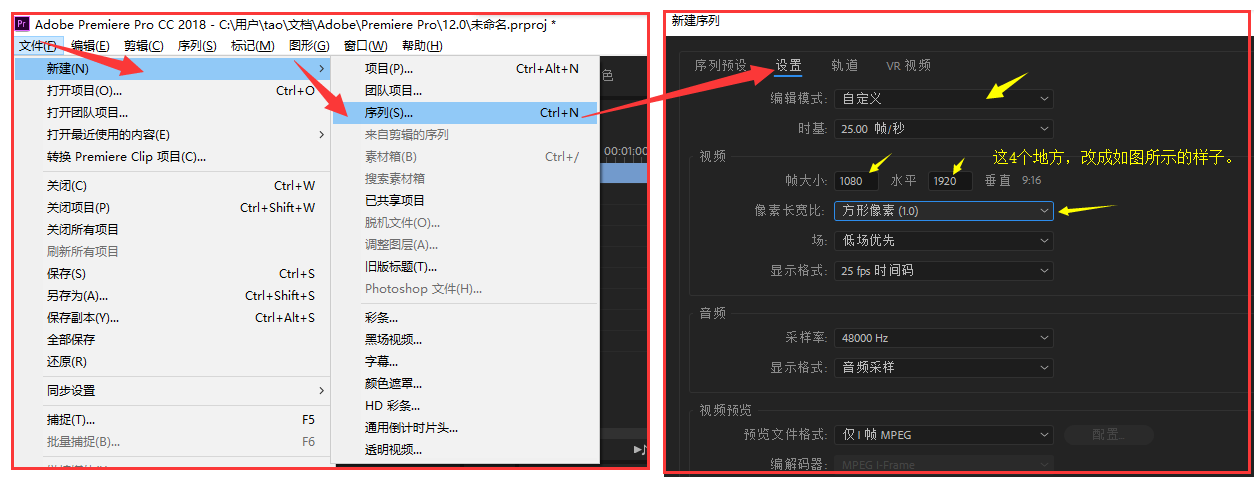 Pr Adobe Premiere Pro CC 2018 - C:\用户\tao\文档\Adobe\Premiere Pro\12.0\未命名.prproj *
文件(F) 编辑(E) 剪辑(C) 序列(S) 标记(M) 图形(G) 窗口(W) 帮助(H)
新建(N)
打开项目(O)... Ctrl+O
打开团队项目...
打开最近使用的内容(E)
转换 Premiere Clip 项目(C)...
关闭(C) Ctrl+W
关闭项目(P) Ctrl+Shift+W
关闭所有项目
刷新所有项目
保存(S) Ctrl+S
另存为(A)... Ctrl+Shift+S
保存副本(Y)... Ctrl+Alt+S
全部保存
还原(R)
同步设置
捕捉(T)... F5
批量捕捉(B)... F6
项目(P)... Ctrl+Alt+N
团队项目...
序列(S)... Ctrl+N
来自剪辑的序列
素材箱(B) Ctrl+/
搜索素材箱
已共享项目
脱机文件(O)...
调整图层(A)...
旧版标题(T)...
Photoshop 文件(H)...
彩条...
黑场视频...
字幕...
颜色遮罩...
HD 彩条...
通用倒计时片头...
透明视频...
色
00:01:00
新建序列
序列预设 设置 轨道 VR 视频
编辑模式: 自定义
时基: 25.00 帧/秒
视频
这4个地方，改成如图所示的样子。
帧大小: 1080 水平 1920 垂直 9:16
像素长宽比: 方形像素 (1.0)
场: 低场优先
显示格式: 25 fps 时间码
音频
采样率: 48000 Hz
显示格式: 音频采样
视频预览
预览文件格式: 仅 I 帧 MPEG 配置...
编解码器: MPEG I-Frame